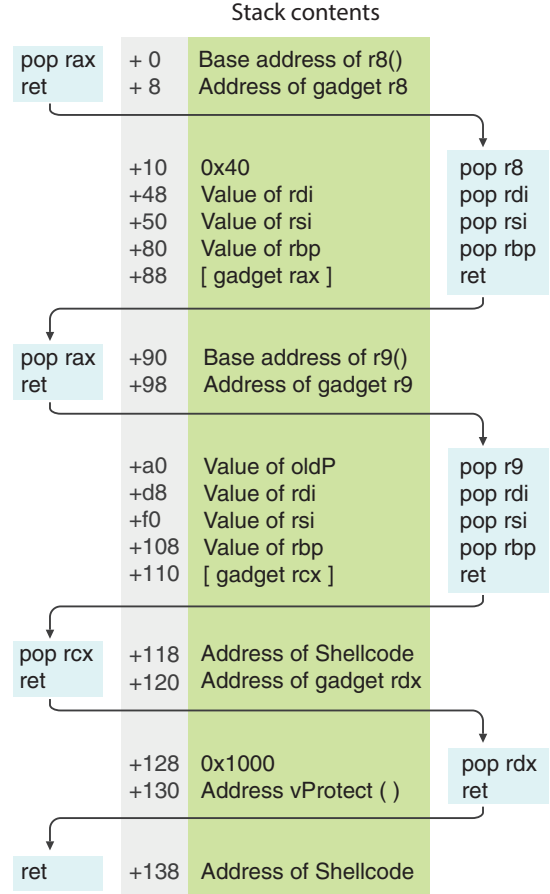 Stack contents
pop rax + 0 Base address of r8()
ret + 8 Address of gadget r8
+10 0x40 pop r8
+48 Value of rdi pop rdi
+50 Value of rsi pop rsi
+80 Value of rbp pop rbp
+88 [ gadget rax ] ret
pop rax +90 Base address of r9()
ret +98 Address of gadget r9
+a0 Value of oldP pop r9
+d8 Value of rdi pop rdi
+f0 Value of rsi pop rsi
+108 Value of rbp pop rbp
+110 [ gadget rcx ] ret
pop rcx +118 Address of Shellcode
ret +120 Address of gadget rdx
+128 0x1000 pop rdx
+130 Address vProtect ( ) ret
ret +138 Address of Shellcode